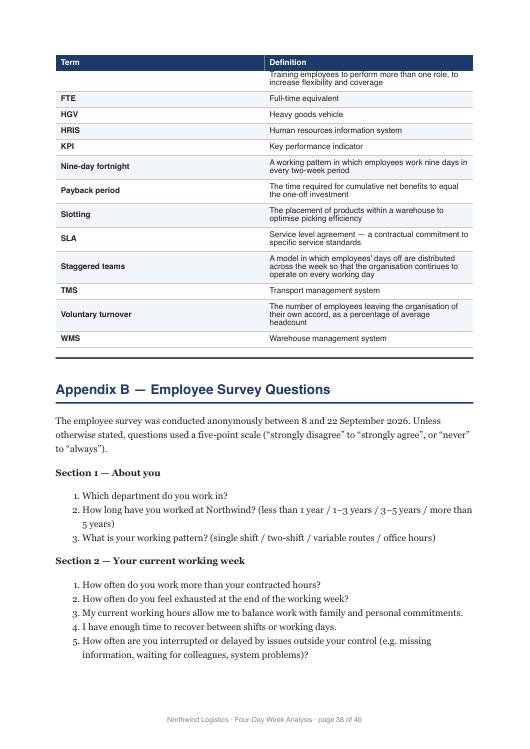 Term Definition
Training employees to perform more than one role, to
increase flexibility and coverage
FTE Full-time equivalent
HGV Heavy goods vehicle
HRIS Human resources information system
KPI Key performance indicator
Nine-day fortnight A working pattern in which employees work nine days in
every two-week period
Payback period The time required for cumulative net benefits to equal
the one-off investment
Slotting The placement of products within a warehouse to
optimise picking efficiency
SLA Service level agreement — a contractual commitment to
specific service standards
Staggered teams A model in which employees’ days off are distributed
across the week so that the organisation continues to
operate on every working day
TMS Transport management system
Voluntary turnover The number of employees leaving the organisation of
their own accord, as a percentage of average
headcount
WMS Warehouse management system
Appendix B — Employee Survey Questions
The employee survey was conducted anonymously between 8 and 22 September 2026. Unless
otherwise stated, questions used a five-point scale (“strongly disagree” to “strongly agree”, or “never”
to “always”).
Section 1 — About you
1. Which department do you work in?
2. How long have you worked at Northwind? (less than 1 year / 1–3 years / 3–5 years / more than
5 years)
3. What is your working pattern? (single shift / two-shift / variable routes / office hours)
Section 2 — Your current working week
1. How often do you work more than your contracted hours?
2. How often do you feel exhausted at the end of the working week?
3. My current working hours allow me to balance work with family and personal commitments.
4. I have enough time to recover between shifts or working days.
5. How often are you interrupted or delayed by issues outside your control (e.g. missing
information, waiting for colleagues, system problems)?
Northwind Logistics · Four-Day Week Analysis · page 38 of 40